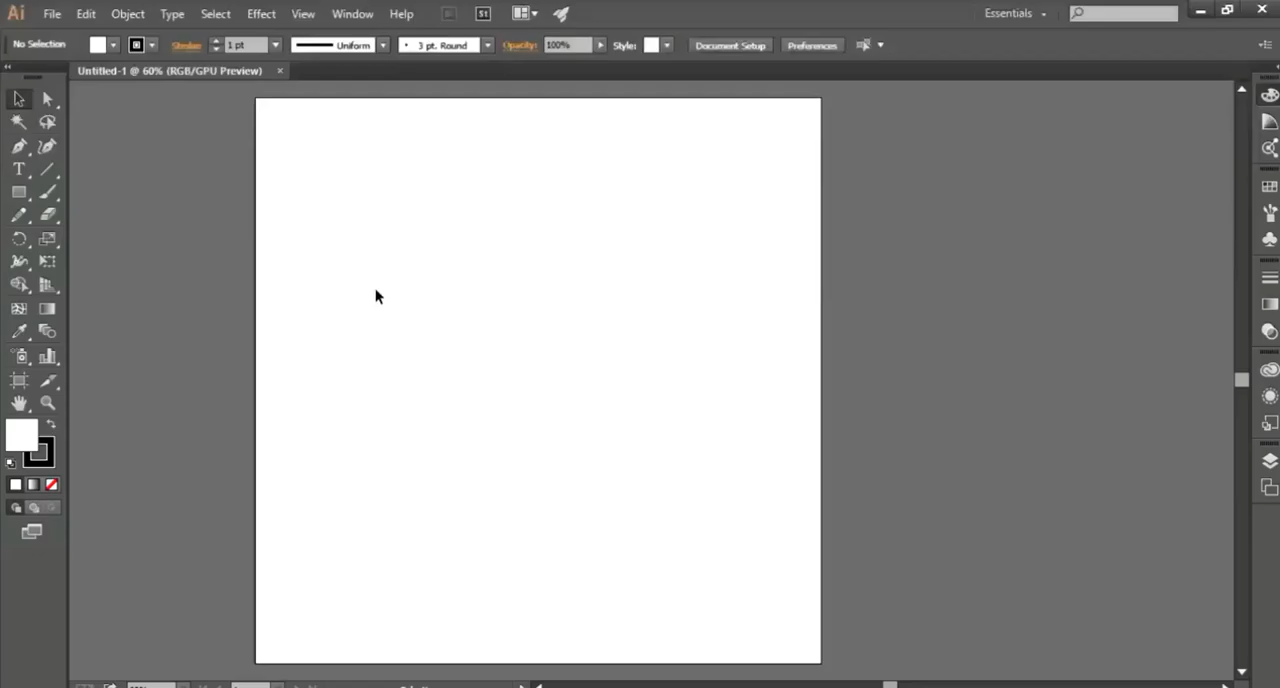 Ai File Edit Object Type Select Effect View Window Help St Essentials
No Selection Stroke: 1 pt Uniform 3 pt. Round Opacity: 100% Style: Document Setup Preferences
Untitled-1 @ 60% (RGB/GPU Preview) ×
T